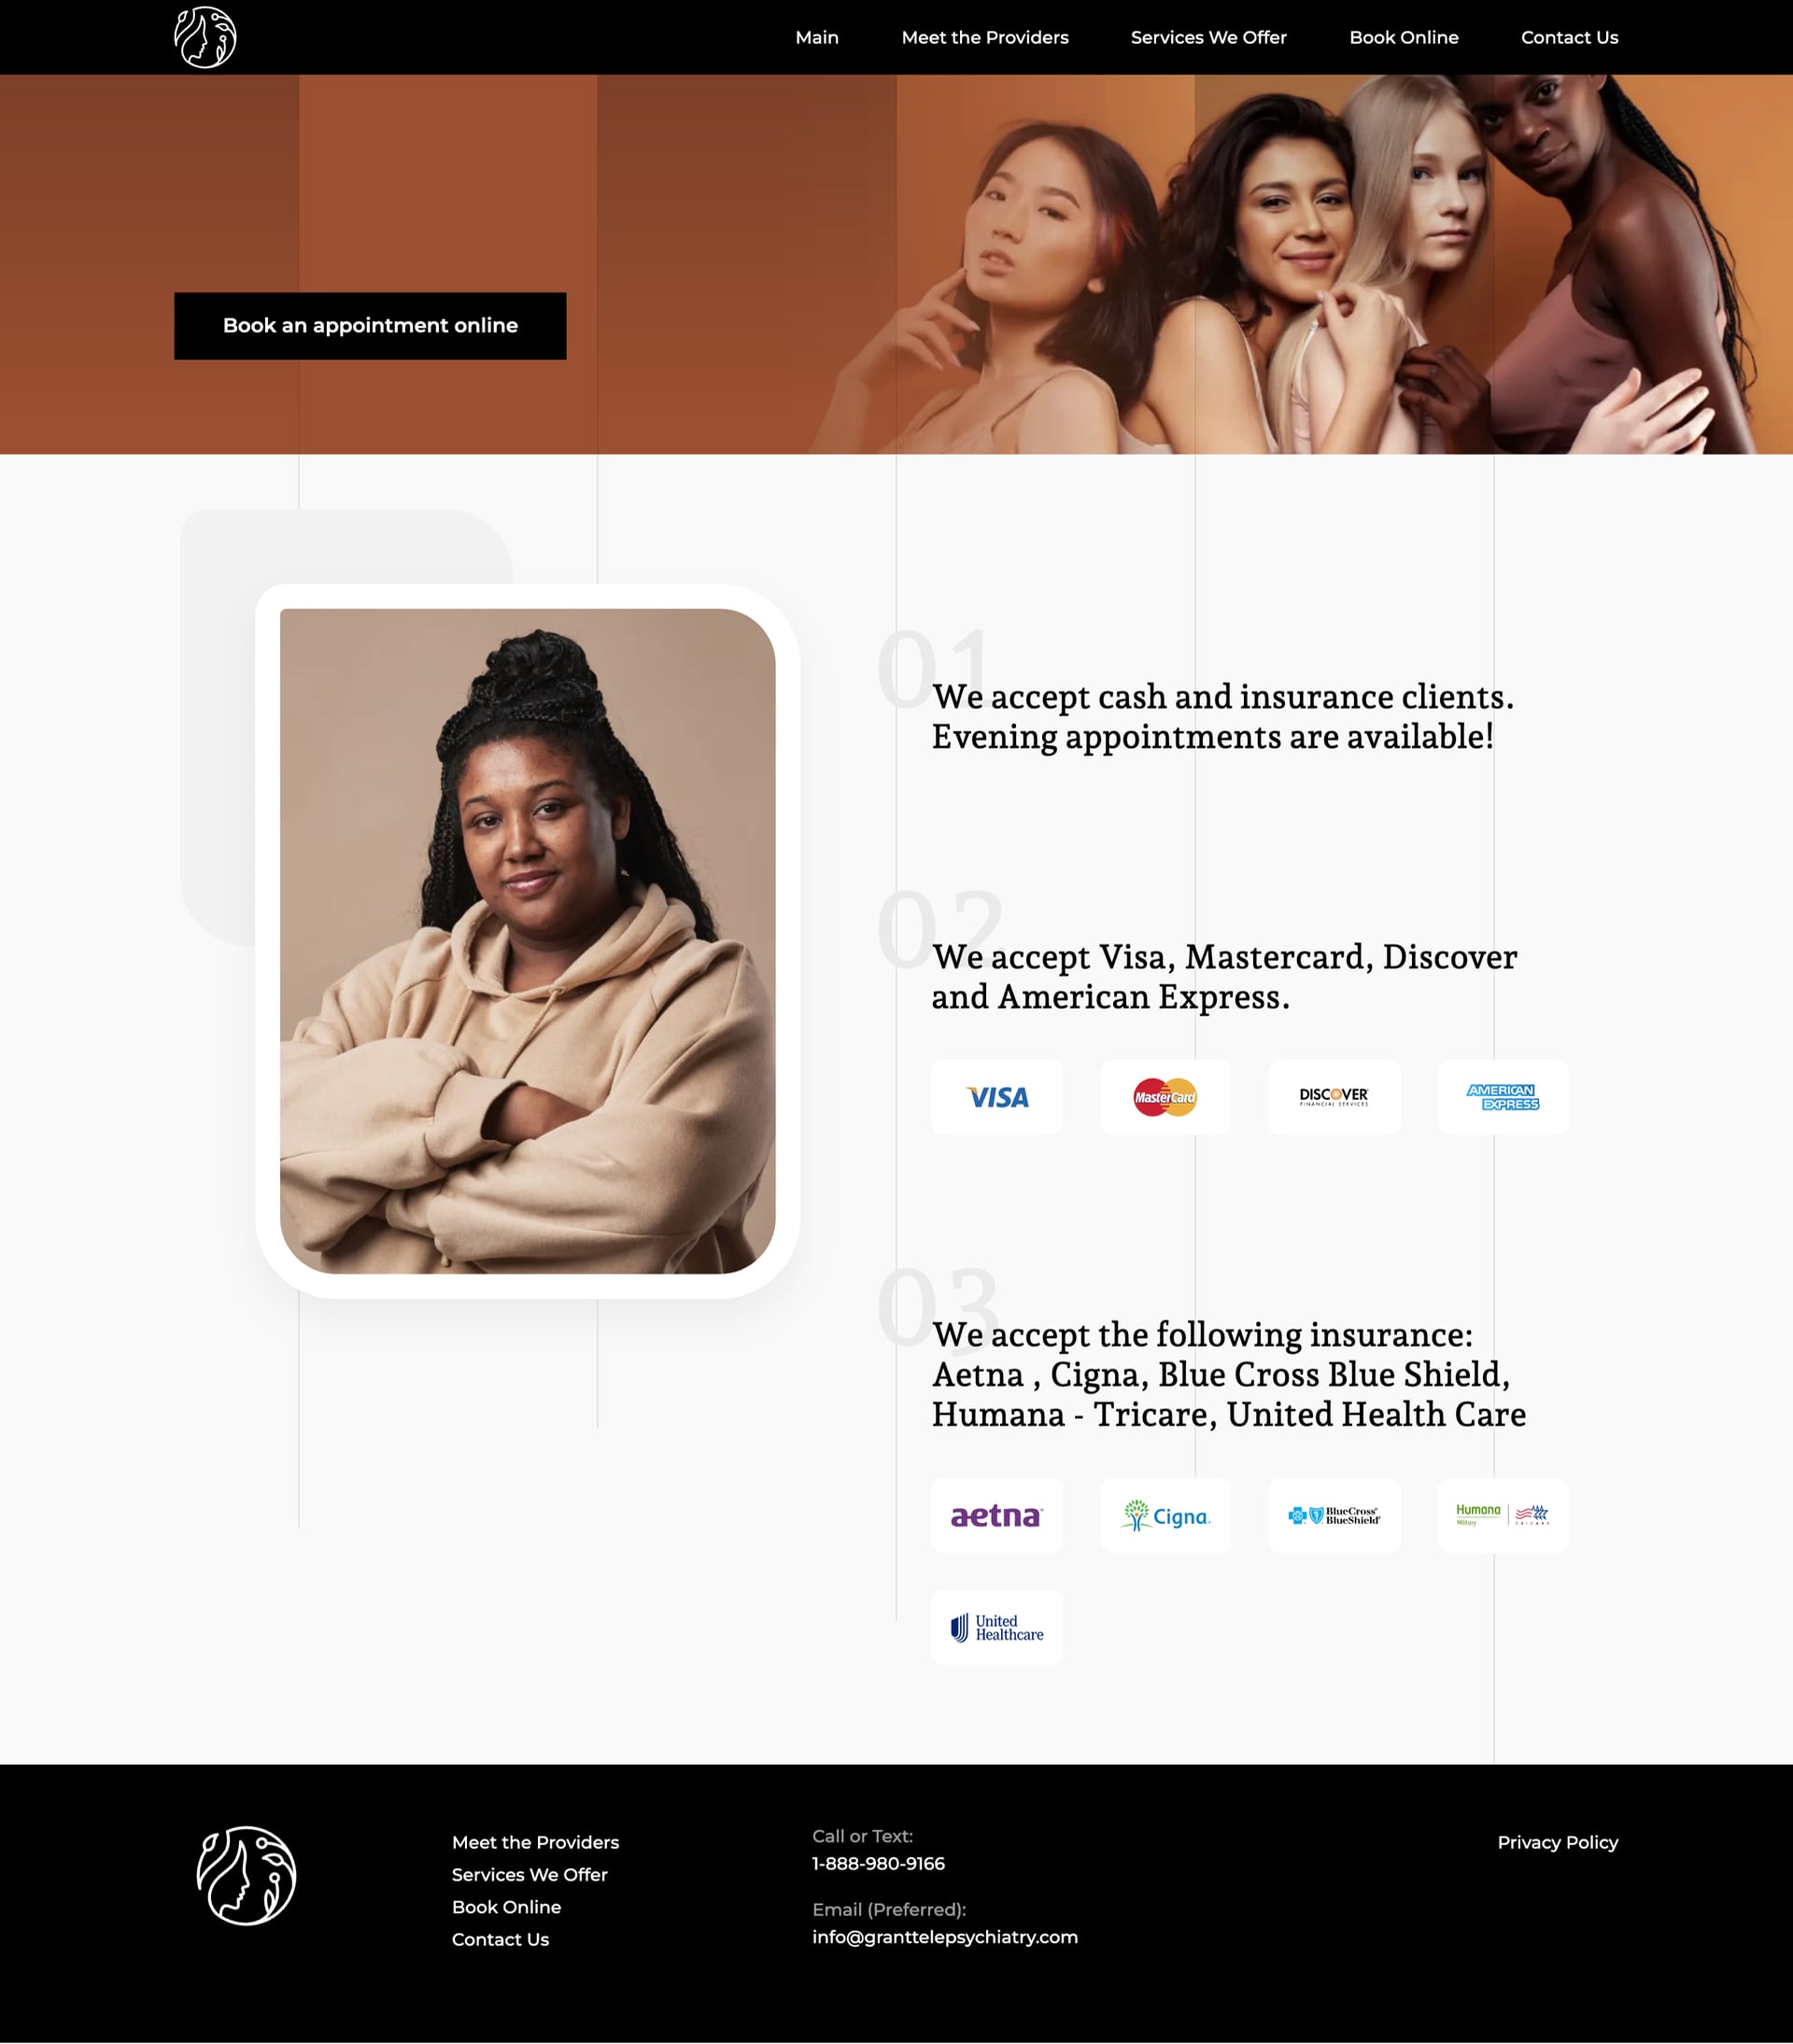 Main
Meet the Providers
Services We Offer
Book Online
Contact Us
Book an appointment online
01
We accept cash and insurance clients.
Evening appointments are available!
02
We accept Visa, Mastercard, Discover
and American Express.
VISA
MasterCard
DISCOVER
FINANCIAL SERVICES
AMERICAN
EXPRESS
03
We accept the following insurance:
Aetna , Cigna, Blue Cross Blue Shield,
Humana - Tricare, United Health Care
aetna
Cigna.
BlueCross®
BlueShield®
Humana
Military
TRICARE
United
Healthcare
Meet the Providers
Services We Offer
Book Online
Contact Us
Call or Text:
1-888-980-9166
Email (Preferred):
info@granttelepsychiatry.com
Privacy Policy